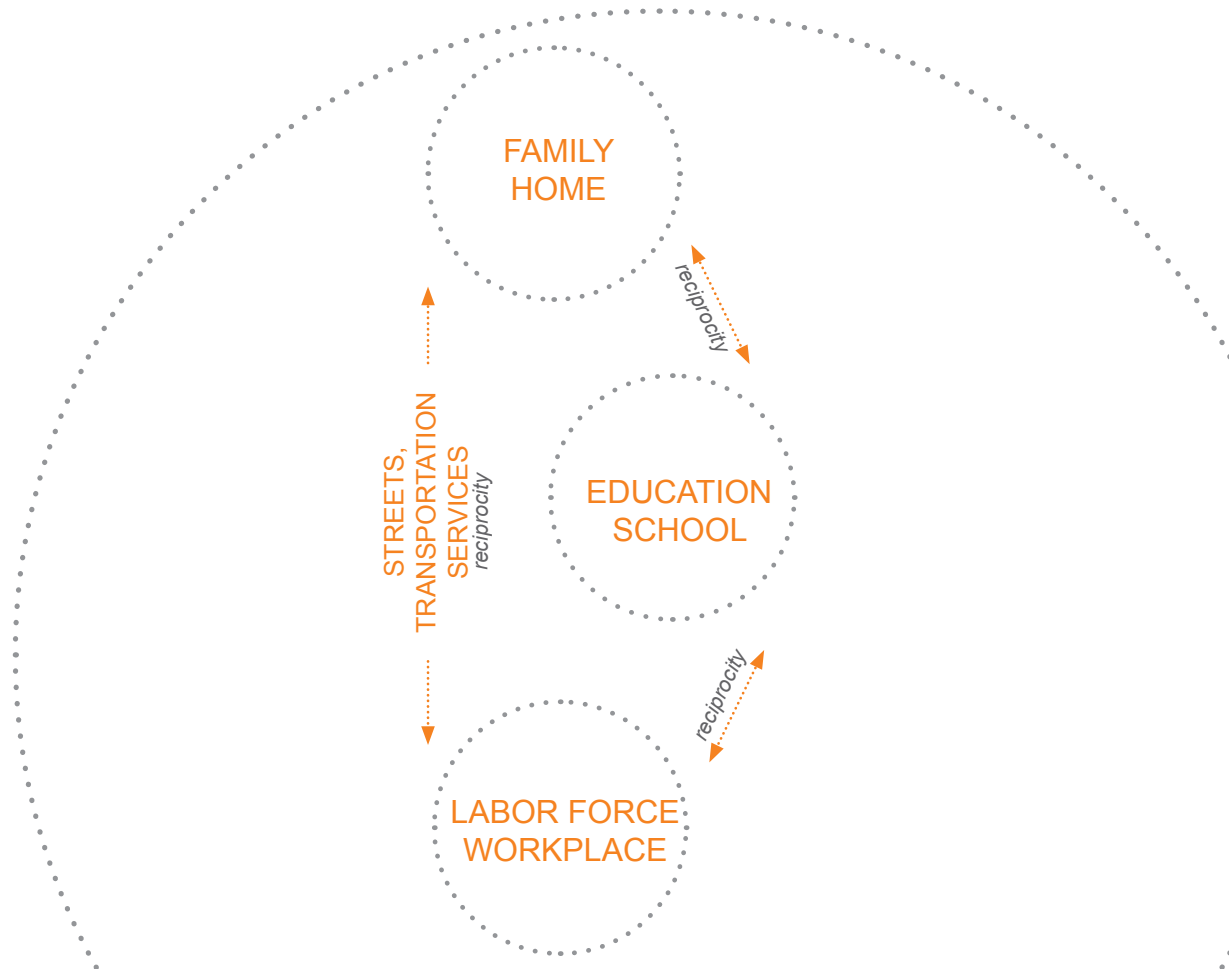 FAMILY
HOME
reciprocity
STREETS,
TRANSPORTATION
SERVICES
reciprocity
EDUCATION
SCHOOL
reciprocity
LABOR FORCE
WORKPLACE